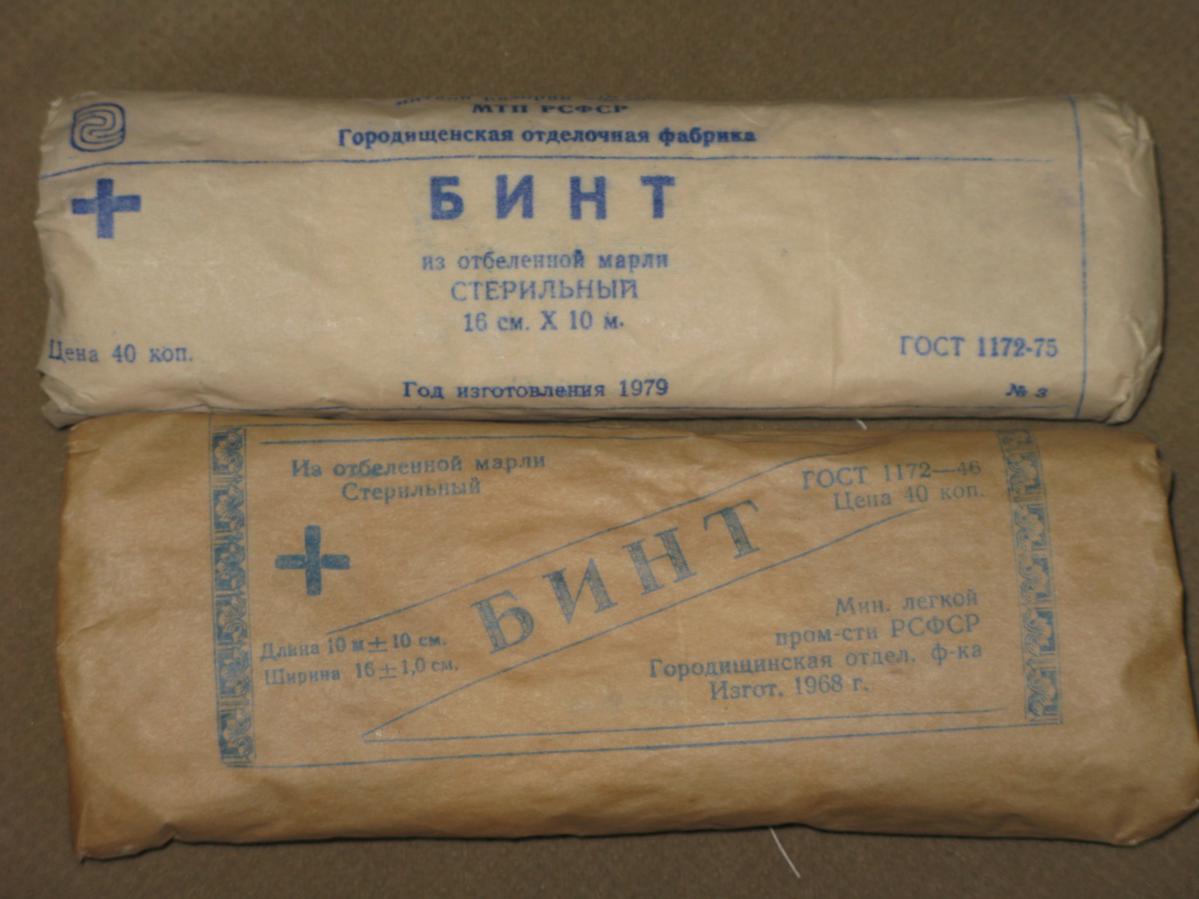 МТП РСФСР
Городищенская отделочная фабрика
БИНТ
из отбеленной марли
СТЕРИЛЬНЫЙ
16 см. X 10 м.
Цена 40 коп.
ГОСТ 1172-75
Год изготовления 1979
№ 3
Из отбеленной марли
Стерильный
ГОСТ 1172—46
Цена 40 коп.
БИНТ
Длина 10 м ± 10 см.
Ширина 16 ± 1,0 см.
Мин. легкой
пром-сти РСФСР
Городищинская отдел. ф-ка
Изгот. 1968 г.